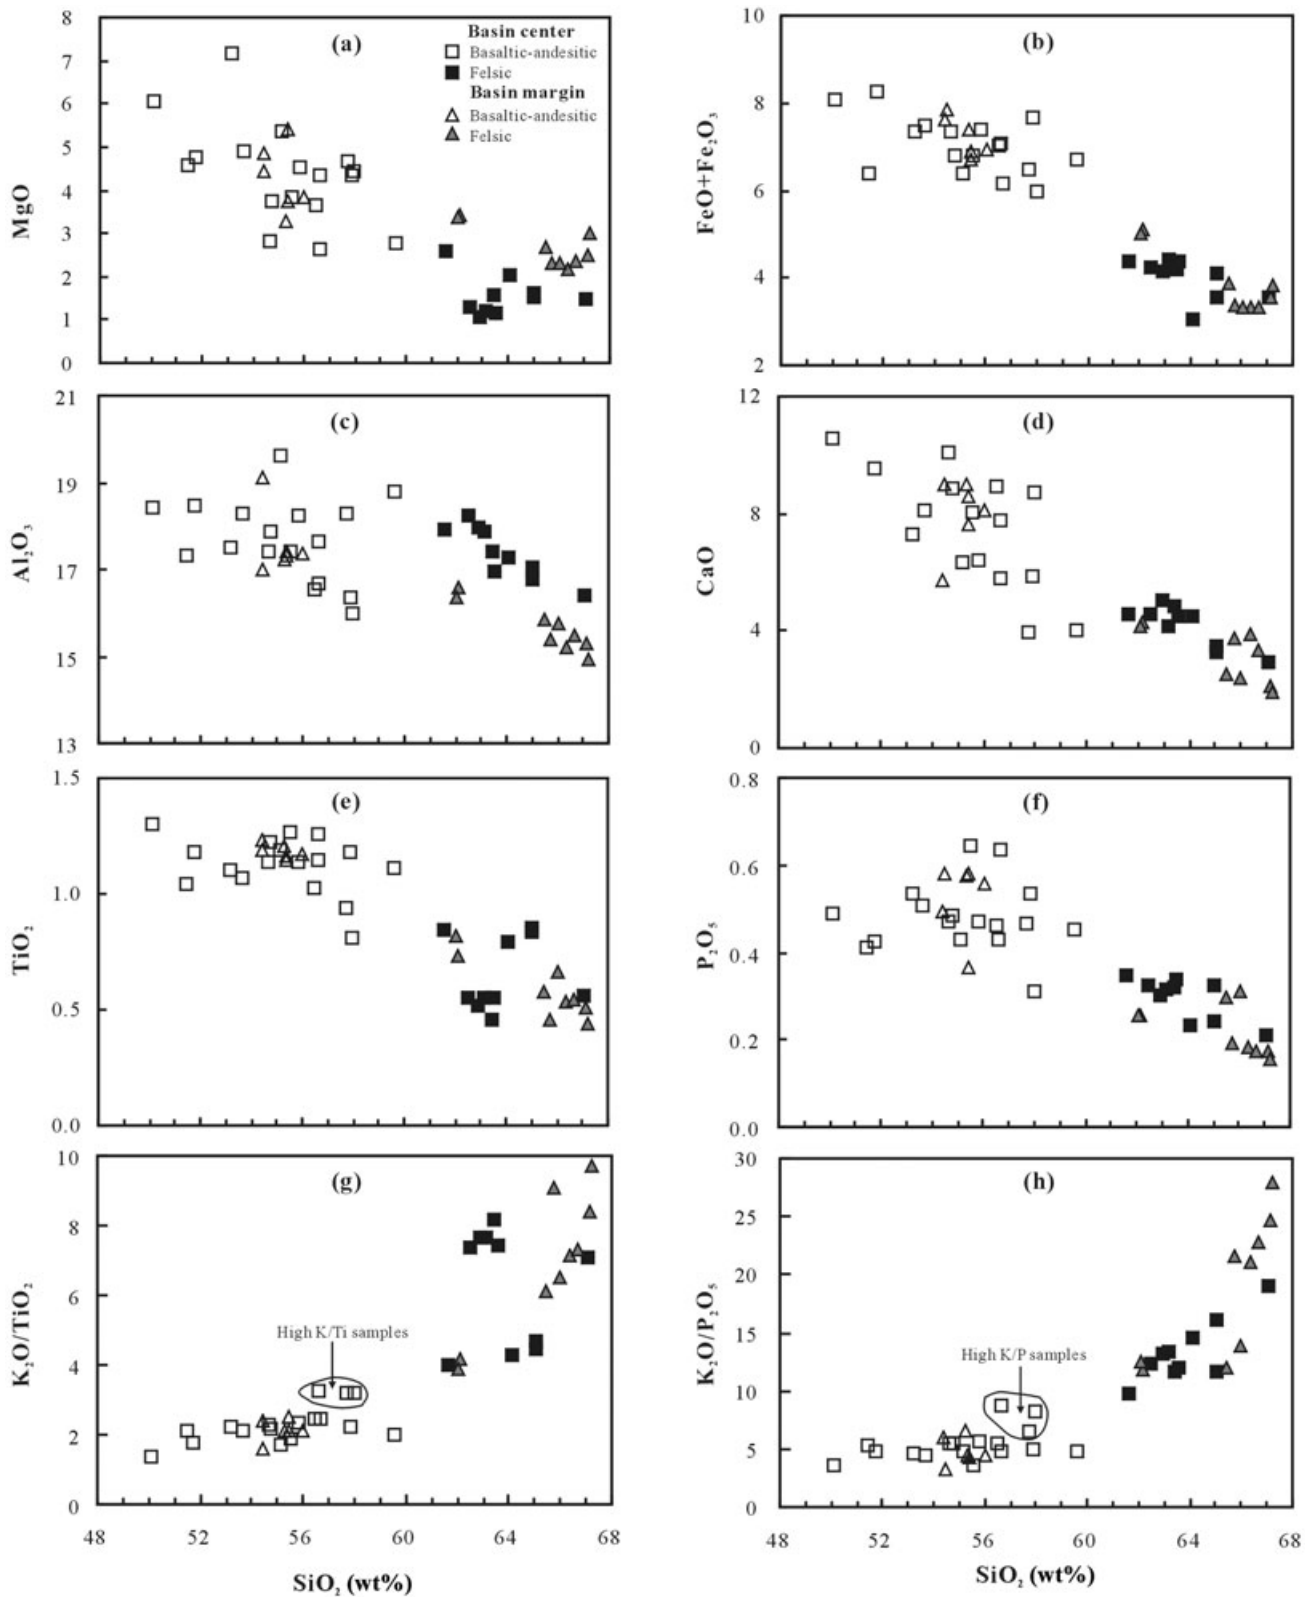 8
7
6
5
4
3
2
1
0
MgO
(a)
Basin center
Basaltic-andesitic
Felsic
Basin margin
Basaltic-andesitic
Felsic
10
8
6
4
2
FeO+Fe₂O₃
(b)
21
19
17
15
13
Al₂O₃
(c)
12
8
4
0
CaO
(d)
1.5
1.0
0.5
0.0
TiO₂
(e)
0.8
0.6
0.4
0.2
0.0
P₂O₅
(f)
10
8
6
4
2
0
K₂O/TiO₂
(g)
High K/Ti samples
48 52 56 60 64 68
SiO₂ (wt%)
30
25
20
15
10
5
0
K₂O/P₂O₅
(h)
High K/P samples
48 52 56 60 64 68
SiO₂ (wt%)